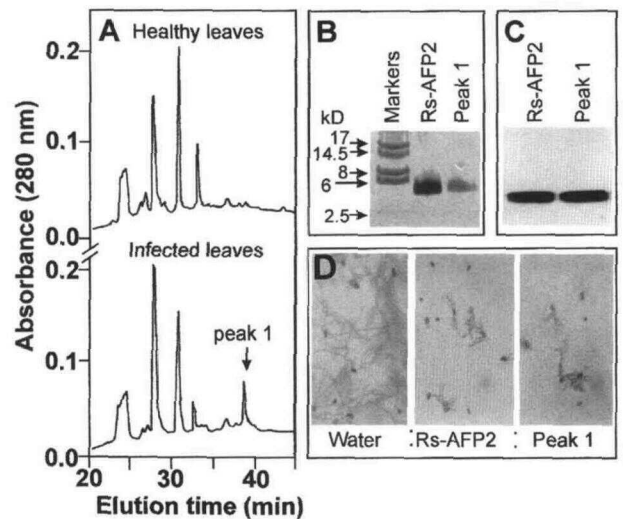 A
Healthy leaves
0.2
0.1
0.0
Infected leaves
0.2
peak 1
0.1
0.0
20 30 40
Elution time (min)
Absorbance (280 nm)
B
kD
Markers
Rs-AFP2
Peak 1
17
14.5
8
6
2.5
C
Rs-AFP2
Peak 1
D
Water : Rs-AFP2 : Peak 1